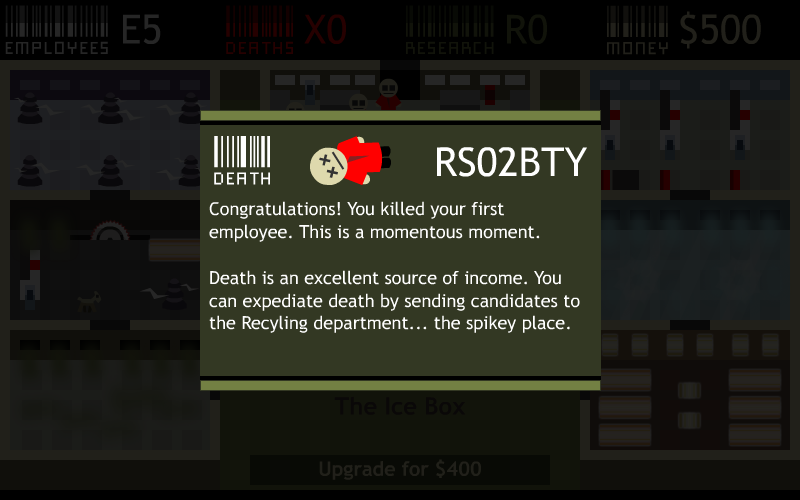 EMPLOYEES E5 DEATHS X0 RESEARCH R0 MONEY $500
DEATH RS02BTY
Congratulations! You killed your first
employee. This is a momentous moment.
Death is an excellent source of income. You
can expediate death by sending candidates to
the Recyling department... the spikey place.
The Ice Box
Upgrade for $400